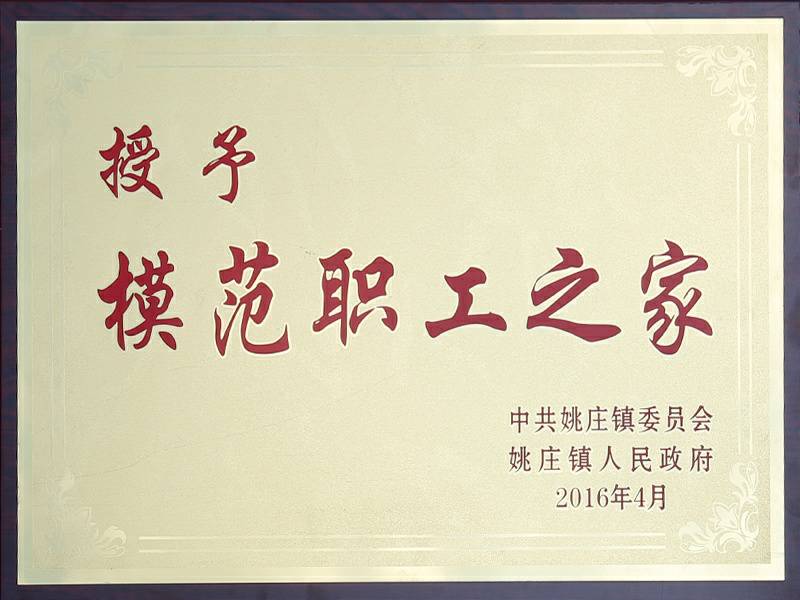 授予
模范职工之家
中共姚庄镇委员会
姚庄镇人民政府
2016年4月